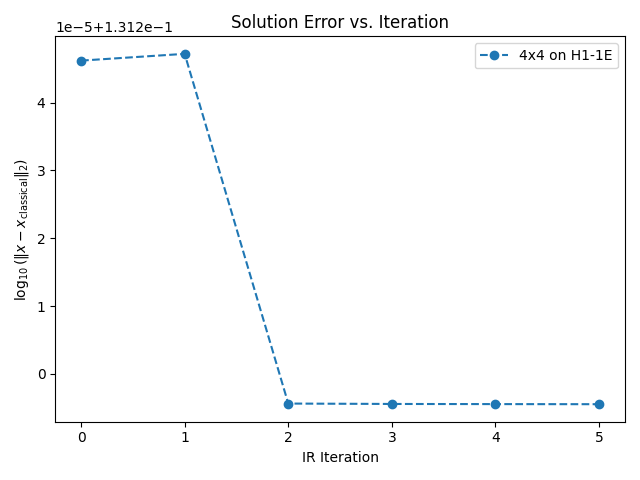 Solution Error vs. Iteration
1e−5+1.312e−1
4x4 on H1-1E
4
3
2
1
0
log₁₀(‖x − x_classical‖₂)
0 1 2 3 4 5
IR Iteration